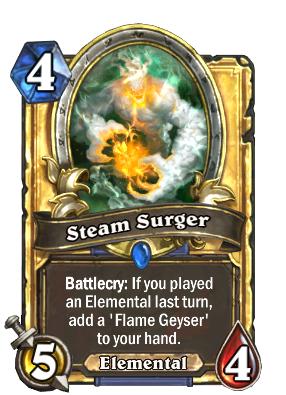 4
Steam Surger
Battlecry: If you played
an Elemental last turn,
add a 'Flame Geyser'
to your hand.
5
Elemental
4